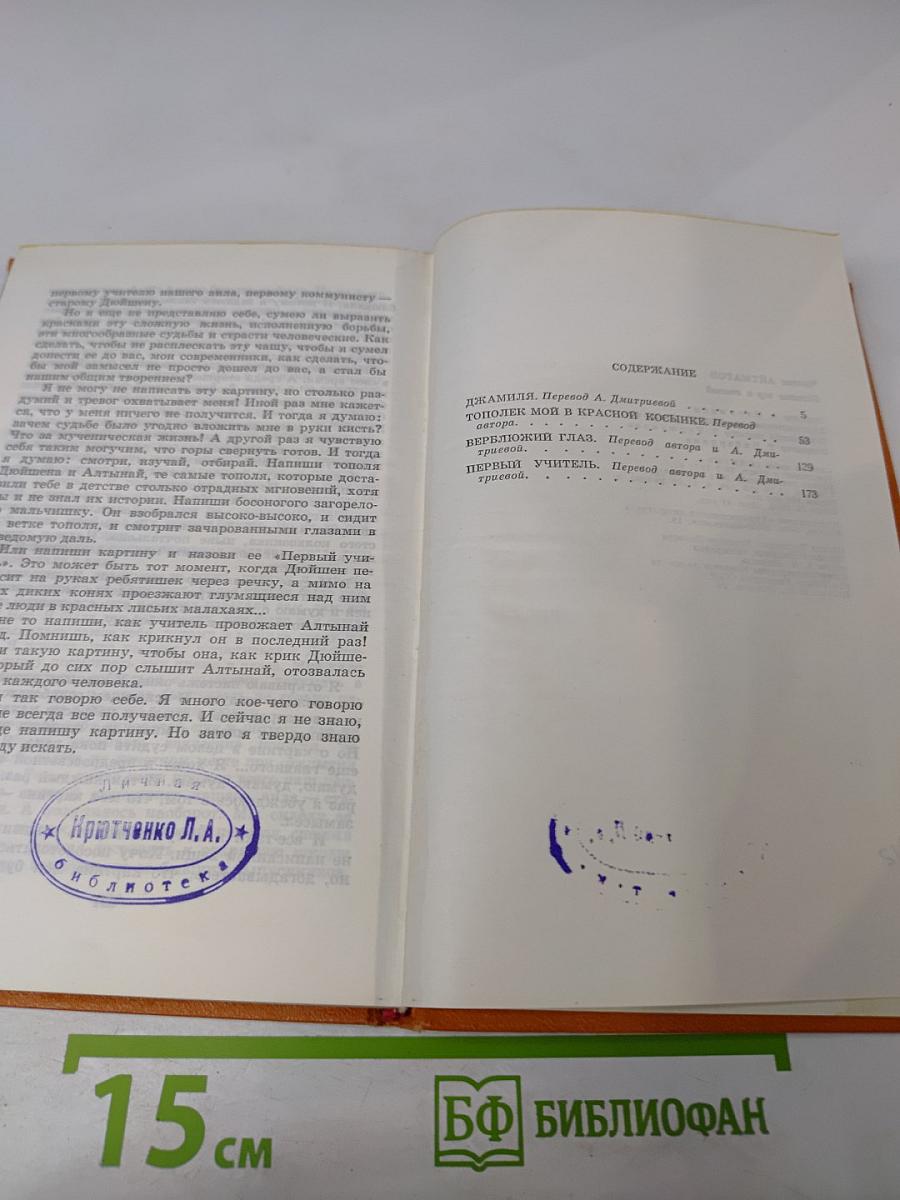 первому учителю нашего аила, первому коммунисту —
старому Дюйшену.
Но я еще не представляю себе, сумею ли выразить
красками эту сложную жизнь, исполненную борьбы,
эти многообразные судьбы и страсти человеческие. Как
сделать, чтобы не расплескать эту чашу, чтобы я сумел
донести ее до вас, мои современники, как сделать, что-
бы мой замысел не просто дошел до вас, а стал бы
нашим общим творением?
Я не могу не написать эту картину, но столько раз-
думий и тревог охватывает меня! Иной раз мне кажет-
ся, что у меня ничего не получится. И тогда я думаю:
зачем судьбе было угодно вложить мне в руки кисть?
Что за мученическая жизнь! А другой раз я чувствую
себя таким могучим, что горы свернуть готов. И тогда
я думаю: смотри, изучай, отбирай. Напиши тополя
Дюйшена и Алтынай, те самые тополя, которые доста-
вили тебе в детстве столько отрадных мгновений, хотя
ы и не знал их истории. Напиши босоногого загорело-
о мальчишку. Он взобрался высоко-высоко, и сидит
ветке тополя, и смотрит зачарованными глазами в
ведомую даль.
Или напиши картину и назови ее «Первый учи-
ь». Это может быть тот момент, когда Дюйшен пе-
сит на руках ребятишек через речку, а мимо на
х диких конях проезжают глумящиеся над ним
е люди в красных лисьих малахаях...
не то напиши, как учитель провожает Алтынай
д. Помнишь, как крикнул он в последний раз!
и такую картину, чтобы она, как крик Дюйше-
орый до сих пор слышит Алтынай, отозвалась
каждого человека.
я так говорю себе. Я много кое-чего говорю
не всегда все получается. И сейчас я не знаю,
де напишу картину. Но зато я твердо знаю
ду искать.
Личная
Крютченко Л. А.
библиотека
СОДЕРЖАНИЕ
ДЖАМИЛЯ. Перевод А. Дмитриевой . . . . . . . 5
ТОПОЛЕК МОЙ В КРАСНОЙ КОСЫНКЕ. Перевод
автора. . . . . . . . . . . . . . . . 53
ВЕРБЛЮЖИЙ ГЛАЗ. Перевод автора и А. Дми-
триевой. . . . . . . . . . . . . . . 129
ПЕРВЫЙ УЧИТЕЛЬ. Перевод автора и А. Дми-
триевой. . . . . . . . . . . . . . . 173
15 см
БФ БИБЛИОФАН